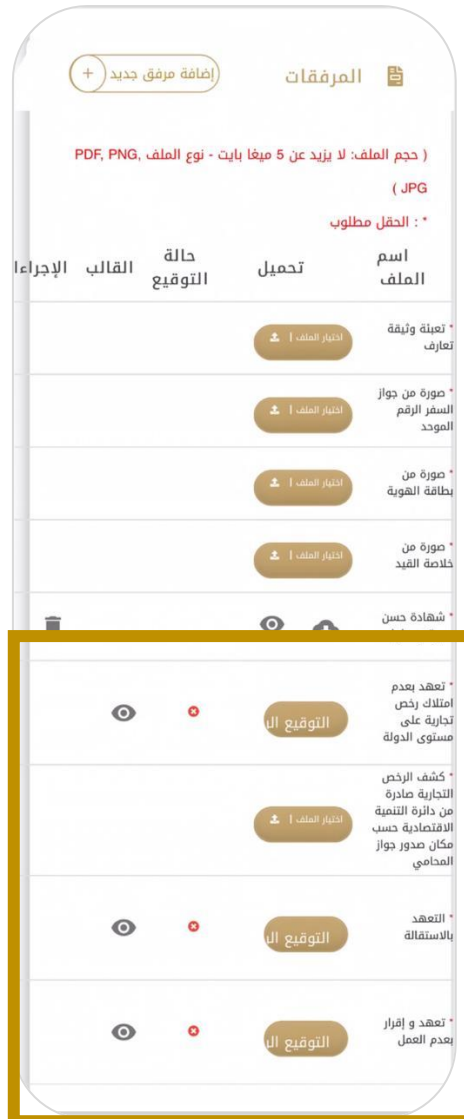 المرفقات
إضافة مرفق جديد +
( حجم الملف: لا يزيد عن 5 ميغا بايت - نوع الملف PDF, PNG,
JPG )
* : الحقل مطلوب
اسم الملف تحميل حالة التوقيع القالب
* تعبئة وثيقة
تعارف
اختيار الملف |
* صورة من جواز
السفر الرقم
الموحد
اختيار الملف |
* صورة من
بطاقة الهوية
اختيار الملف |
* صورة من
خلاصة القيد
اختيار الملف |
* شهادة حسن
* تعهد بعدم
امتلاك رخص
تجارية على
مستوى الدولة
التوقيع
* كشف الرخص
التجارية صادرة
من دائرة التنمية
الاقتصادية حسب
مكان صدور جواز
المحامي
اختيار الملف |
* التعهد
بالاستقالة
التوقيع
* تعهد و إقرار
بعدم العمل
التوقيع